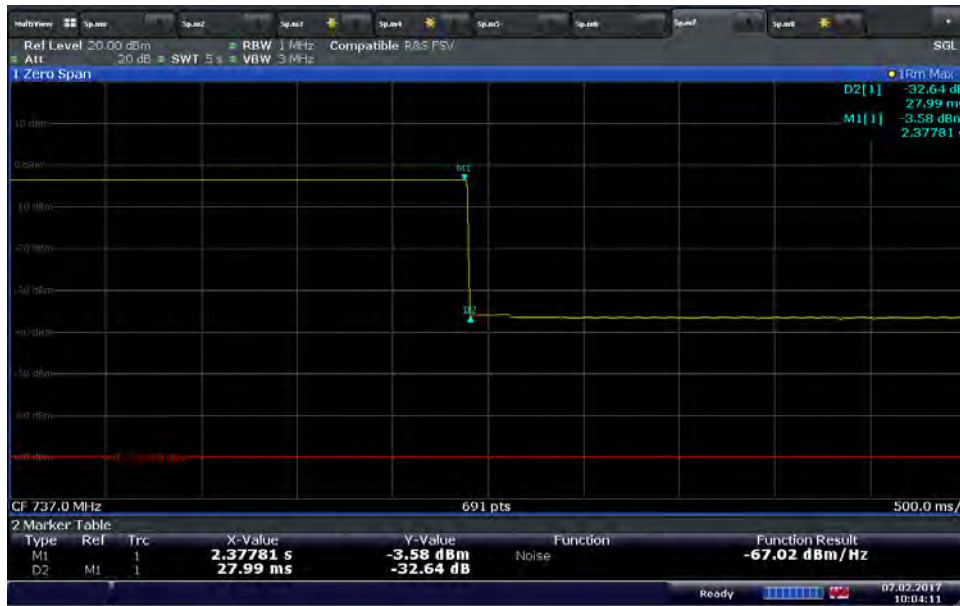 MultiView
Ref Level 20.00 dBm RBW 1 MHz Compatible R&S FSV SGL
Att 20 dB SWT 5 s VBW 3 MHz
1 Zero Span 1Rm Max
D2[1] -32.64 dB
27.99 ms
M1[1] -3.58 dBm
2.37781 s
M1
D2
CF 737.0 MHz 691 pts 500.0 ms/
2 Marker Table
Type Ref Trc X-Value Y-Value Function Function Result
M1 1 2.37781 s -3.58 dBm Noise -67.02 dBm/Hz
D2 M1 1 27.99 ms -32.64 dB
Ready 07.02.2017
10:04:11